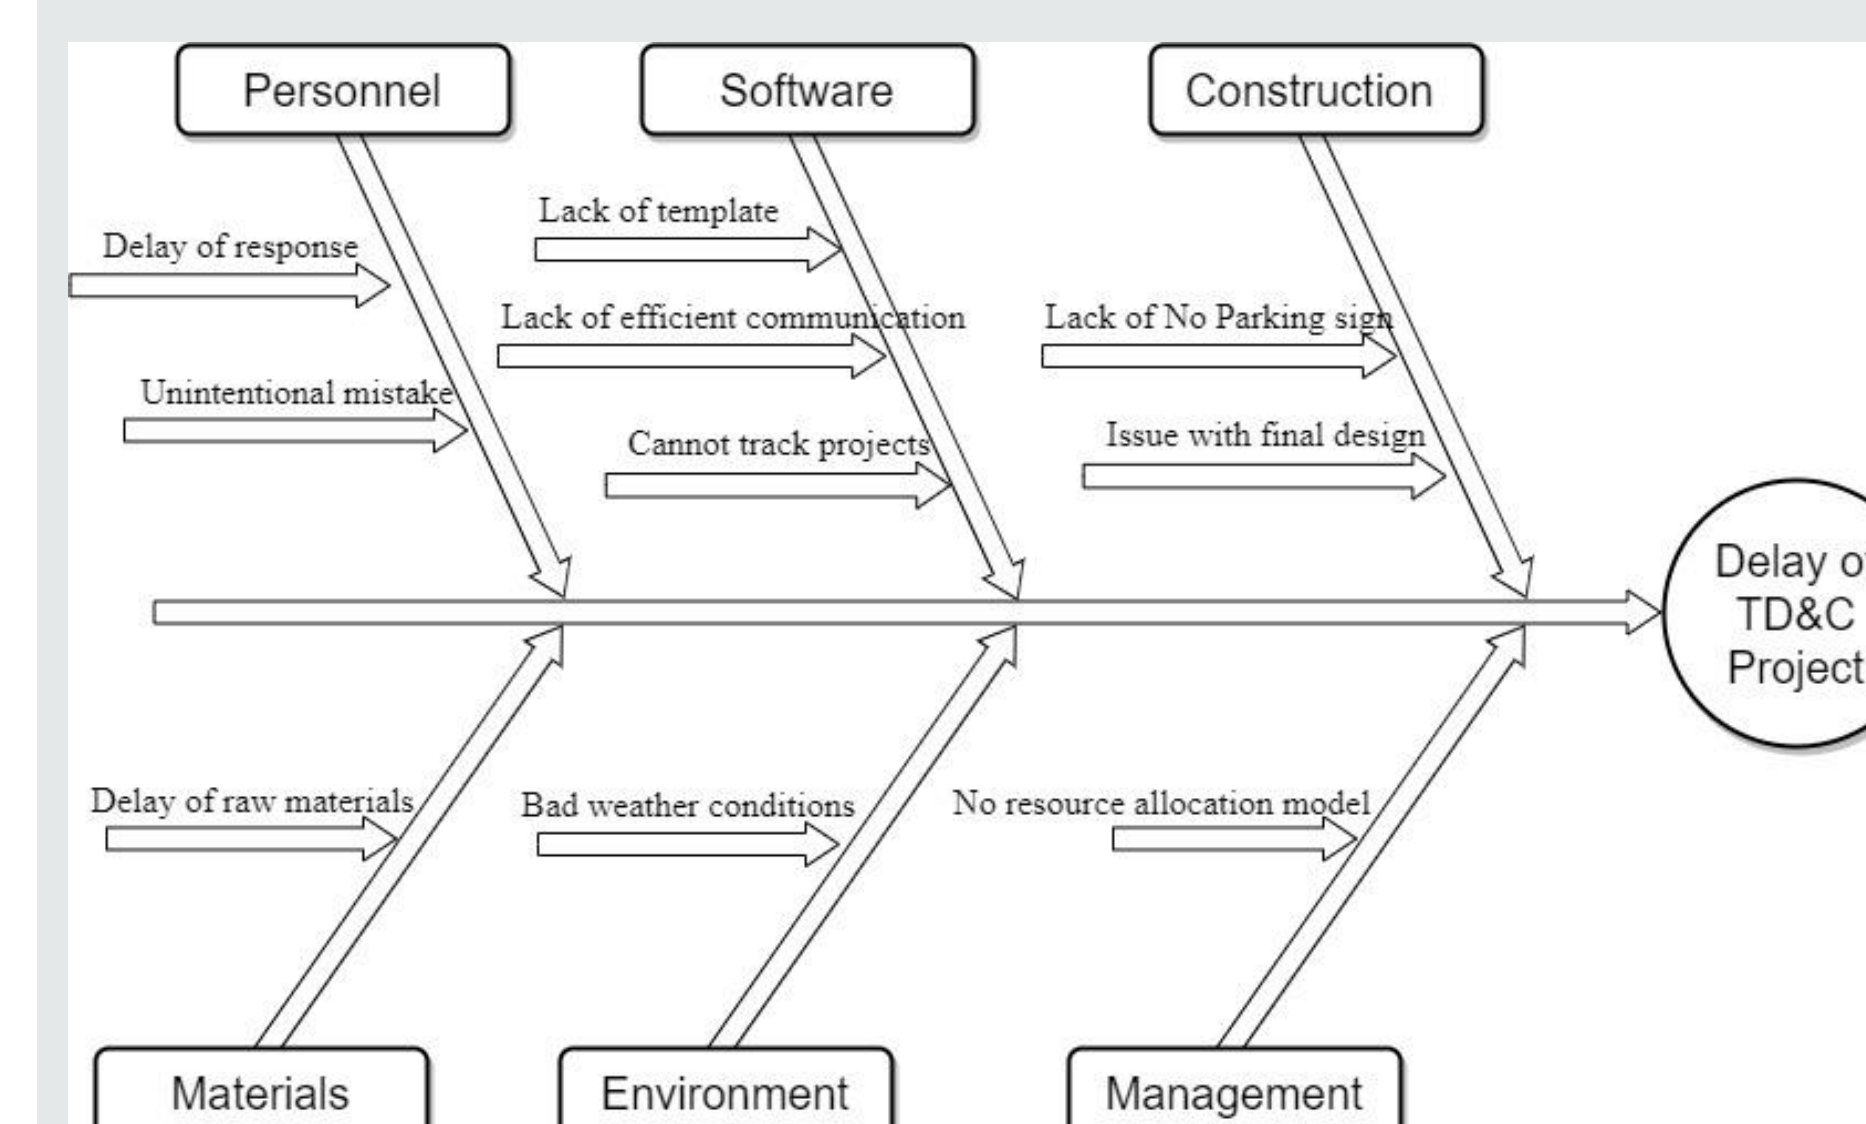 Personnel
Software
Construction
Lack of template
Delay of response
Lack of efficient communication
Lack of No Parking sign
Unintentional mistake
Cannot track projects
Issue with final design
Delay of
TD&C
Project
Delay of raw materials
Bad weather conditions
No resource allocation model
Materials
Environment
Management